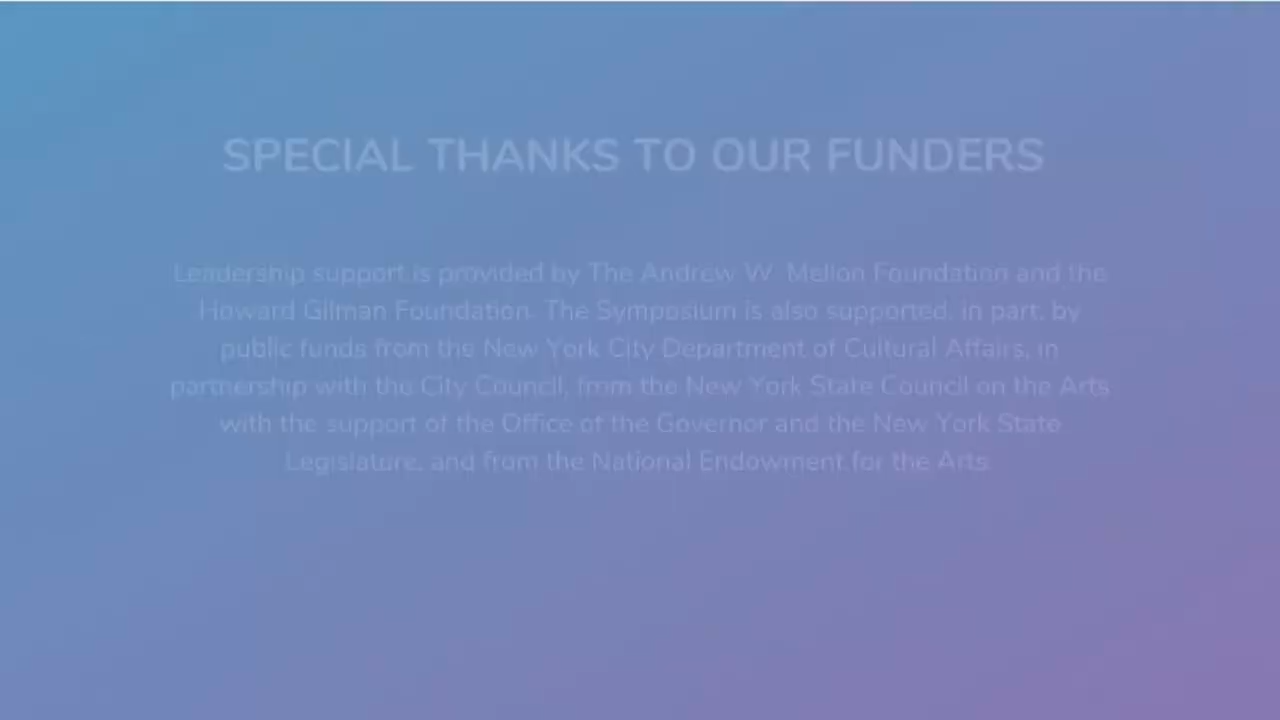 SPECIAL THANKS TO OUR FUNDERS
Leadership support is provided by The Andrew W. Mellon Foundation and the
Howard Gilman Foundation. The Symposium is also supported, in part, by
public funds from the New York City Department of Cultural Affairs, in
partnership with the City Council, from the New York State Council on the Arts
with the support of the Office of the Governor and the New York State
Legislature, and from the National Endowment for the Arts.